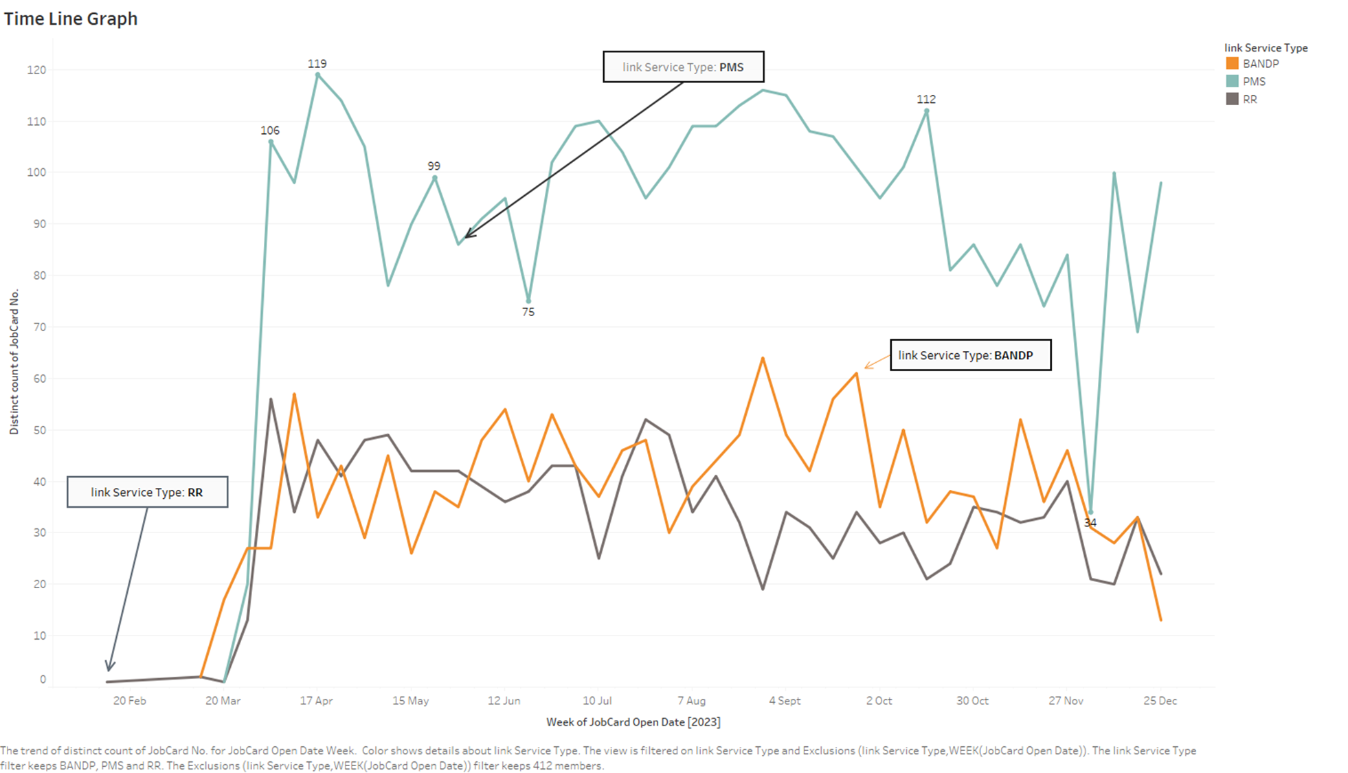 Time Line Graph
link Service Type
BANDP
PMS
RR
link Service Type: PMS
link Service Type: BANDP
link Service Type: RR
119
106
99
75
112
34
120
110
100
90
80
70
60
50
40
30
20
10
0
Distinct count of JobCard No.
20 Feb 20 Mar 17 Apr 15 May 12 Jun 10 Jul 7 Aug 4 Sept 2 Oct 30 Oct 27 Nov 25 Dec
Week of JobCard Open Date [2023]
The trend of distinct count of JobCard No. for JobCard Open Date Week. Color shows details about link Service Type. The view is filtered on link Service Type and Exclusions (link Service Type,WEEK(JobCard Open Date)). The link Service Type
filter keeps BANDP, PMS and RR. The Exclusions (link Service Type,WEEK(JobCard Open Date)) filter keeps 412 members.